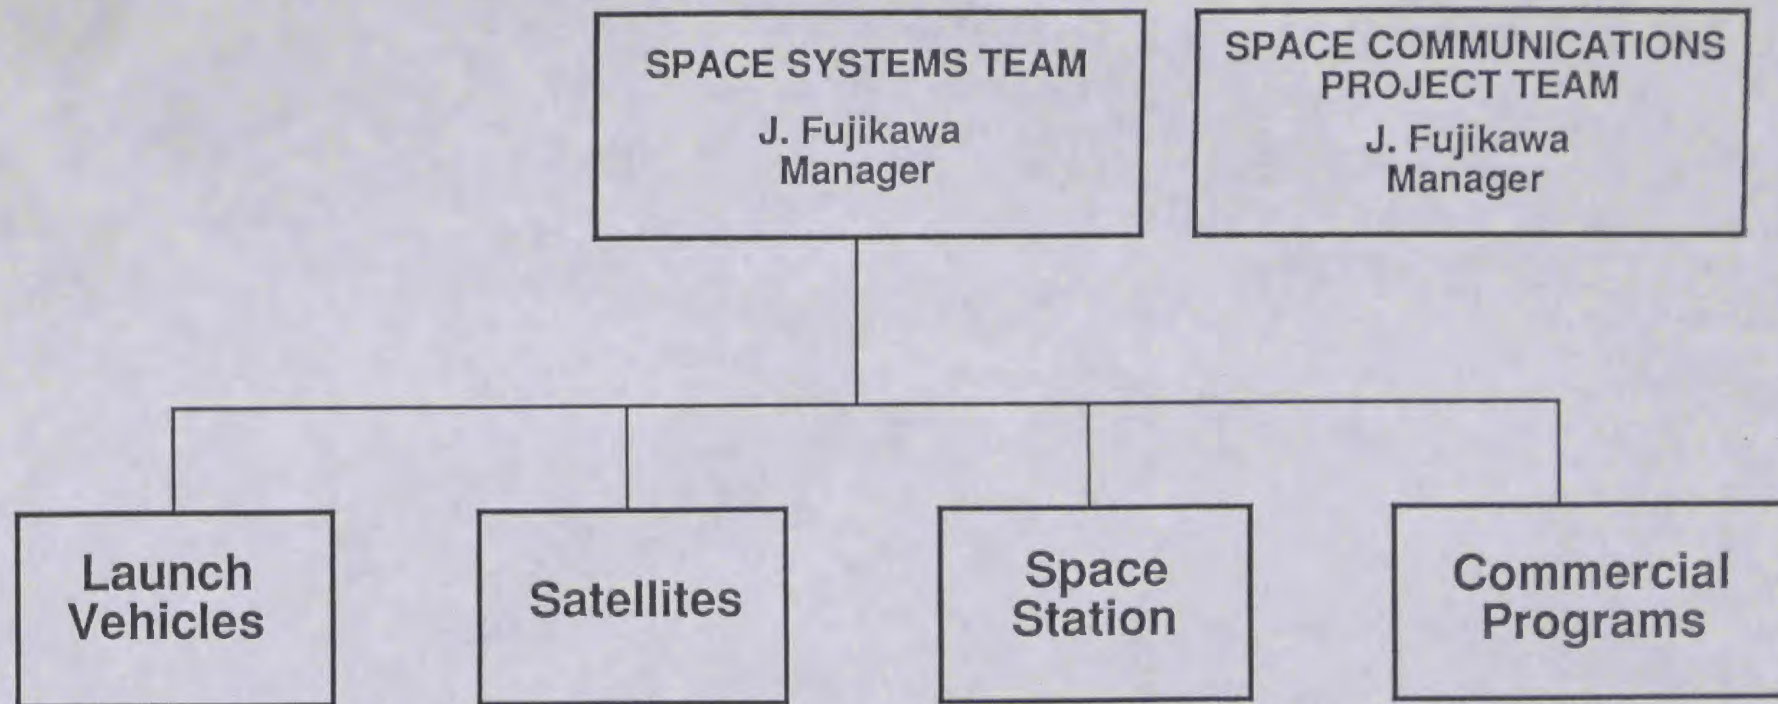 SPACE SYSTEMS TEAM
J. Fujikawa
Manager
SPACE COMMUNICATIONS
PROJECT TEAM
J. Fujikawa
Manager
Launch
Vehicles
Satellites
Space
Station
Commercial
Programs